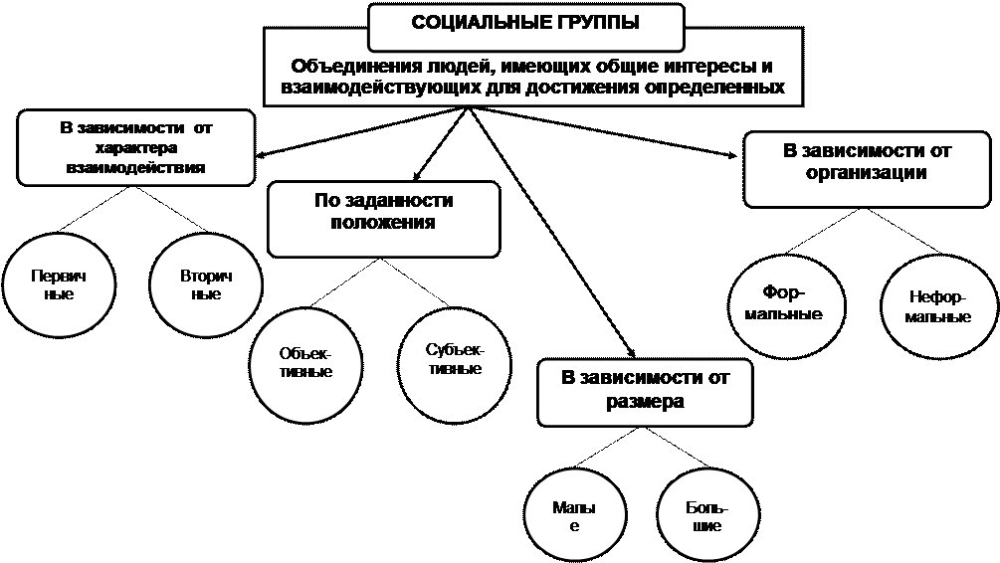 СОЦИАЛЬНЫЕ ГРУППЫ
Объединения людей, имеющих общие интересы и
взаимодействующих для достижения определенных
В зависимости от
характера
взаимодействия
Первич
ные
Вторич
ные
По заданности
положения
Объек-
тивные
Субъек-
тивные
В зависимости от
размера
Малы
е
Боль-
шие
В зависимости от
организации
Фор-
мальные
Нефор-
мальные